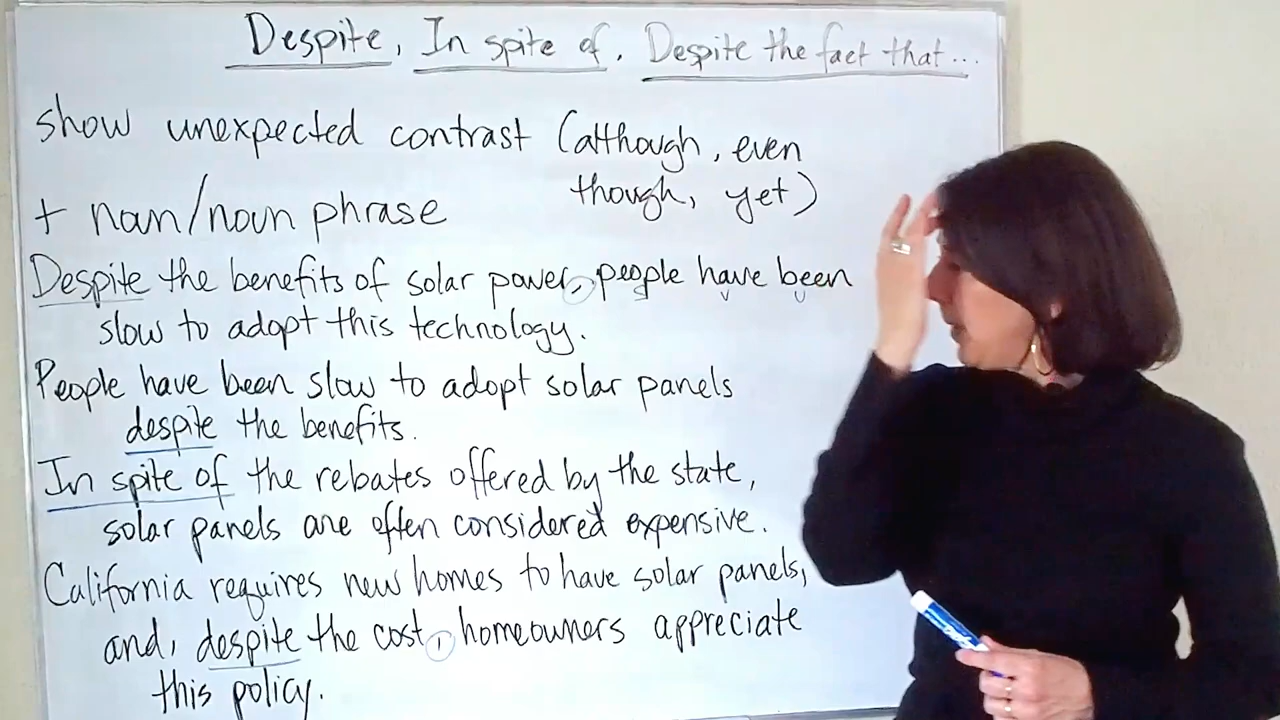 Despite, In spite of, Despite the fact that...
show unexpected contrast (although, even
though, yet)
+ noun/noun phrase
Despite the benefits of solar power, people have been
slow to adopt this technology.
People have been slow to adopt solar panels
despite the benefits.
In spite of the rebates offered by the state,
solar panels are often considered expensive.
California requires new homes to have solar panels,
and, despite the cost, homeowners appreciate
this policy.